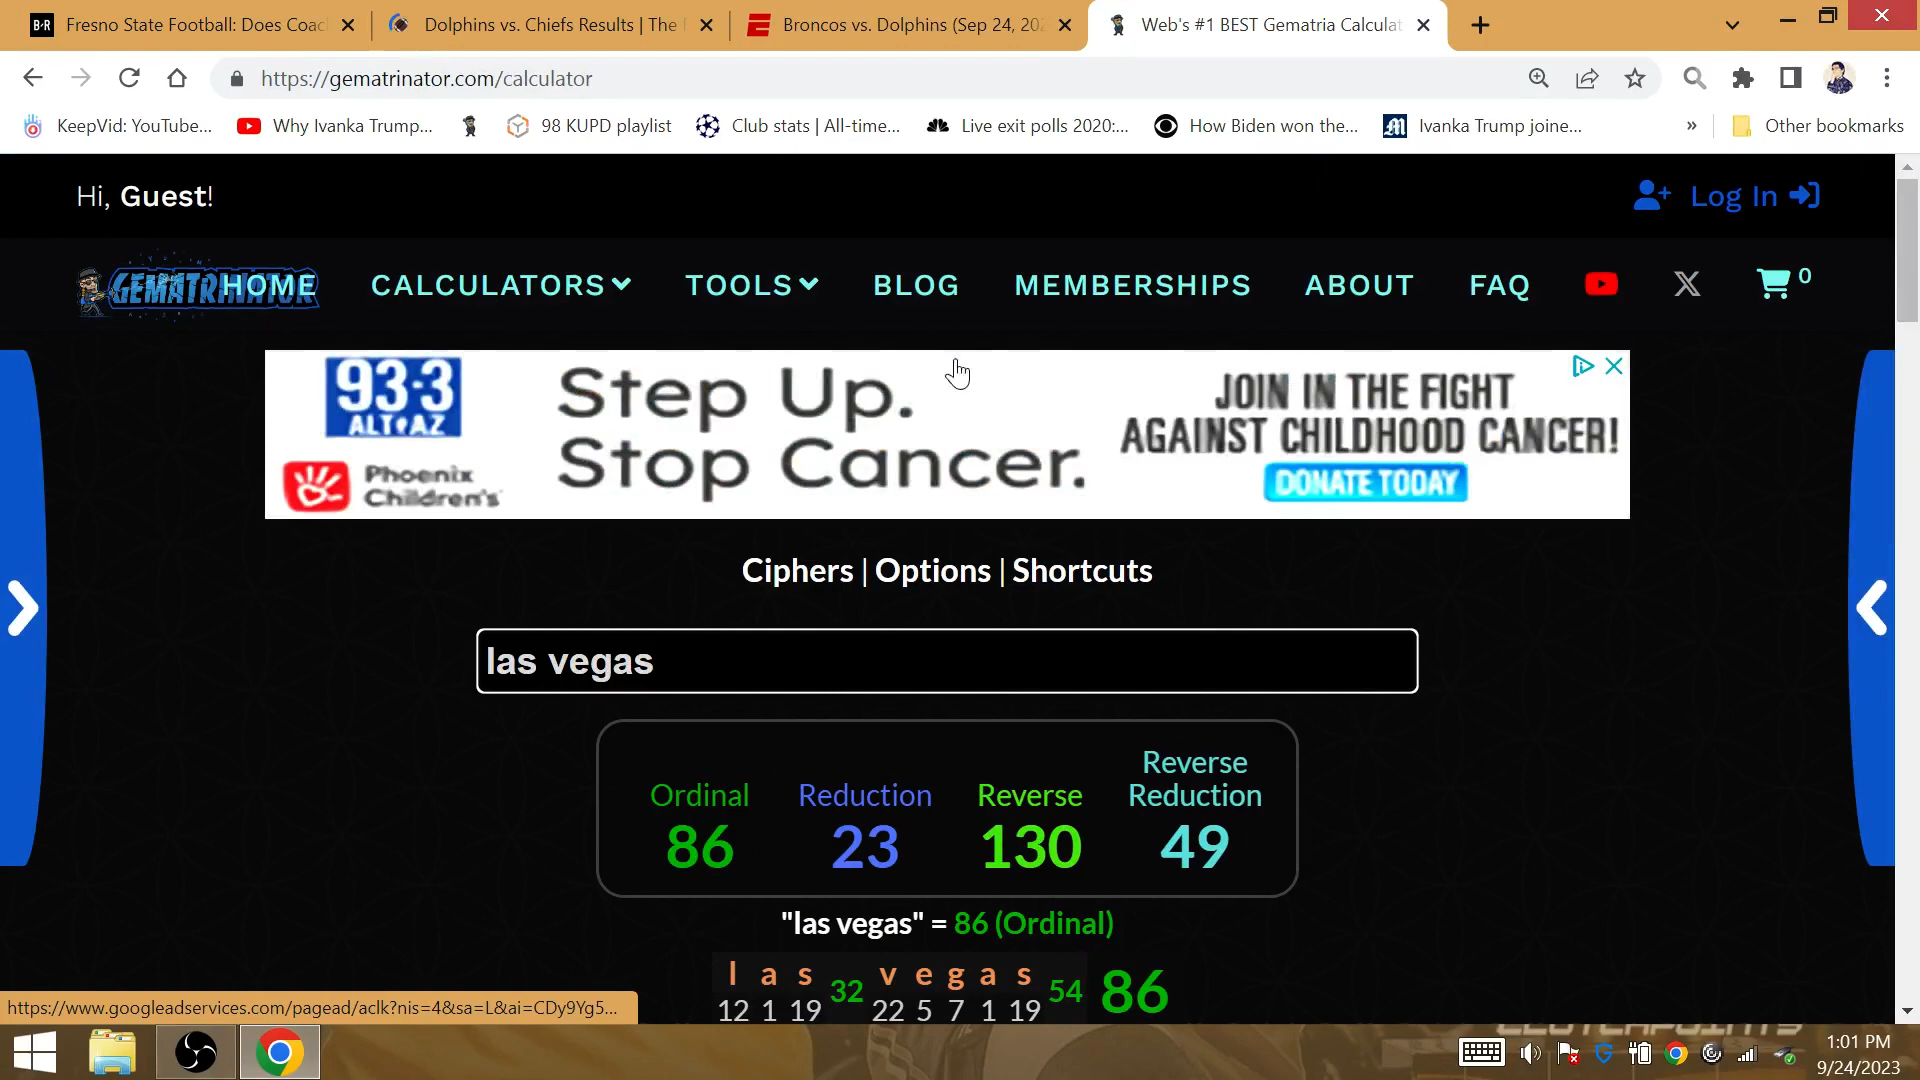 B·R Fresno State Football: Does Coac
Dolphins vs. Chiefs Results | The
Broncos vs. Dolphins (Sep 24, 202
Web's #1 BEST Gematria Calculat
https://gematrinator.com/calculator
KeepVid: YouTube...
Why Ivanka Trump...
98 KUPD playlist
Club stats | All-time...
Live exit polls 2020:...
How Biden won the...
Ivanka Trump joine...
»
Other bookmarks
Hi, Guest!
Log In
GEMATRINATOR
HOME
CALCULATORS
TOOLS
BLOG
MEMBERSHIPS
ABOUT
FAQ
X
0
93·3
ALT·AZ
Phoenix
Children's
Step Up.
Stop Cancer.
JOIN IN THE FIGHT
AGAINST CHILDHOOD CANCER!
DONATE TODAY
Ciphers | Options | Shortcuts
las vegas
Ordinal
86
Reduction
23
Reverse
130
Reverse
Reduction
49
"las vegas" = 86 (Ordinal)
l a s v e g a s
12 1 19 32 22 5 7 1 19 54 86
https://www.googleadservices.com/pagead/aclk?nis=4&sa=L&ai=CDy9Yg5...
CLUTCHPOINTS
1:01 PM
9/24/2023